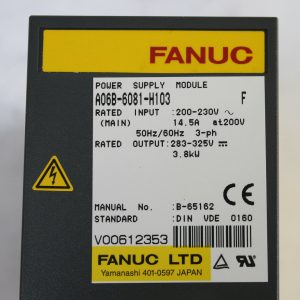 FANUC
POWER SUPPLY MODULE
A06B-6081-H103 F
RATED INPUT :200-230V ~
(MAIN) 14.5A at200V
50Hz/60Hz 3-ph
RATED OUTPUT:283-325V ⎓
3.8kW
MANUAL No. :B-65162
STANDARD :DIN VDE 0160
CE
V00612353
FANUC LTD
Yamanashi 401-0597 JAPAN